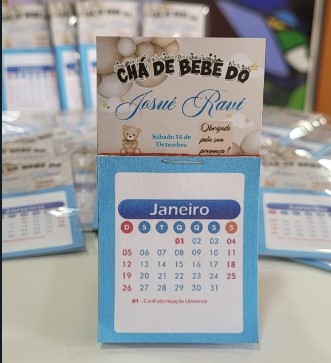 CHÁ DE BEBÊ DO
Josué Ravi
Obrigado
pela sua
presença !
Sábado 14 de
Dezembro
Janeiro
D S T Q Q S S
01 02 03 04
05 06 07 08 09 10 11
12 13 14 15 16 17 18
19 20 21 22 23 24 25
26 27 28 29 30 31
01 - Confraternização Universal